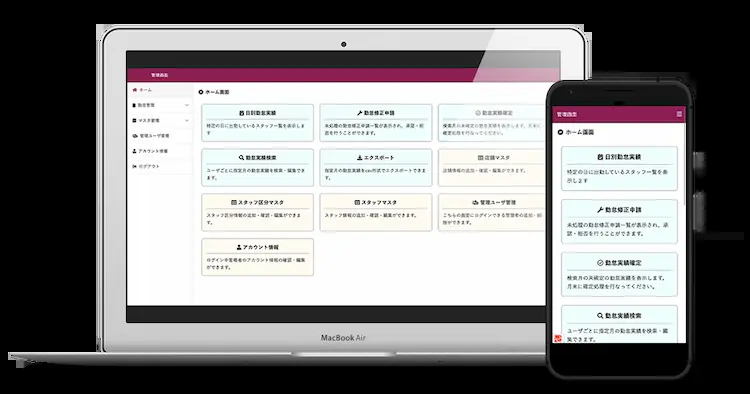 管理画面
ホーム
勤怠管理
マスタ管理
管理ユーザ管理
アカウント情報
ログアウト
ホーム画面
日別勤怠実績
特定の日に出勤しているスタッフ一覧を表示しま
す
勤怠修正申請
未処理の勤怠修正申請一覧が表示され、承認・拒
否を行うことができます。
勤怠実績確定
検索月の未確定の勤怠実績を表示します。月末に
確定処理を行なってください。
勤怠実績検索
ユーザごとに指定月の勤怠実績を検索・編集できま
す。
エクスポート
指定月の勤怠実績をcsv形式でエクスポートできま
す。
店舗マスタ
店舗情報の追加・確認・編集ができます。
スタッフ区分マスタ
スタッフ区分情報の追加・確認・編集ができま
す。
スタッフマスタ
スタッフ情報の追加・確認・編集ができます。
管理ユーザ管理
こちらの画面にログインできる管理者の追加・削
除ができます。
アカウント情報
ログイン中管理者のアカウント情報の確認・編集
ができます。
MacBook Air
管理画面
ホーム画面
日別勤怠実績
特定の日に出勤しているスタッフ一覧を表
示します
勤怠修正申請
未処理の勤怠修正申請一覧が表示され、承
認・拒否を行うことができます。
勤怠実績確定
検索月の未確定の勤怠実績を表示します。
月末に確定処理を行なってください。
勤怠実績検索
ユーザごとに指定月の勤怠実績を検索・編
集できます。